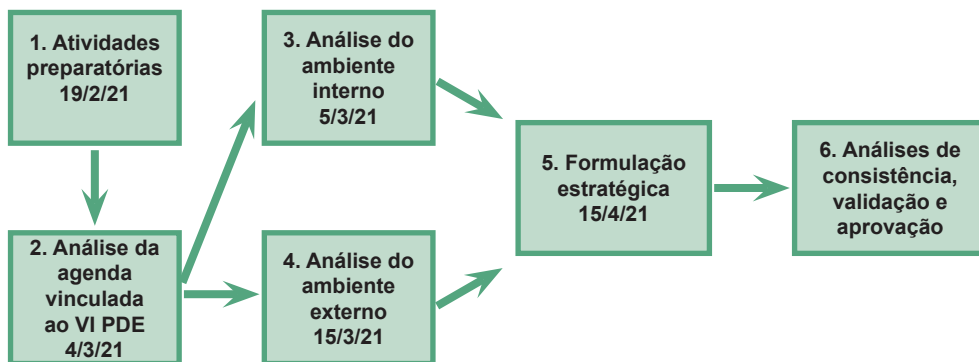 1. Atividades
preparatórias
19/2/21
2. Análise da
agenda
vinculada
ao VI PDE
4/3/21
3. Análise do
ambiente
interno
5/3/21
4. Análise do
ambiente
externo
15/3/21
5. Formulação
estratégica
15/4/21
6. Análises de
consistência,
validação e
aprovação